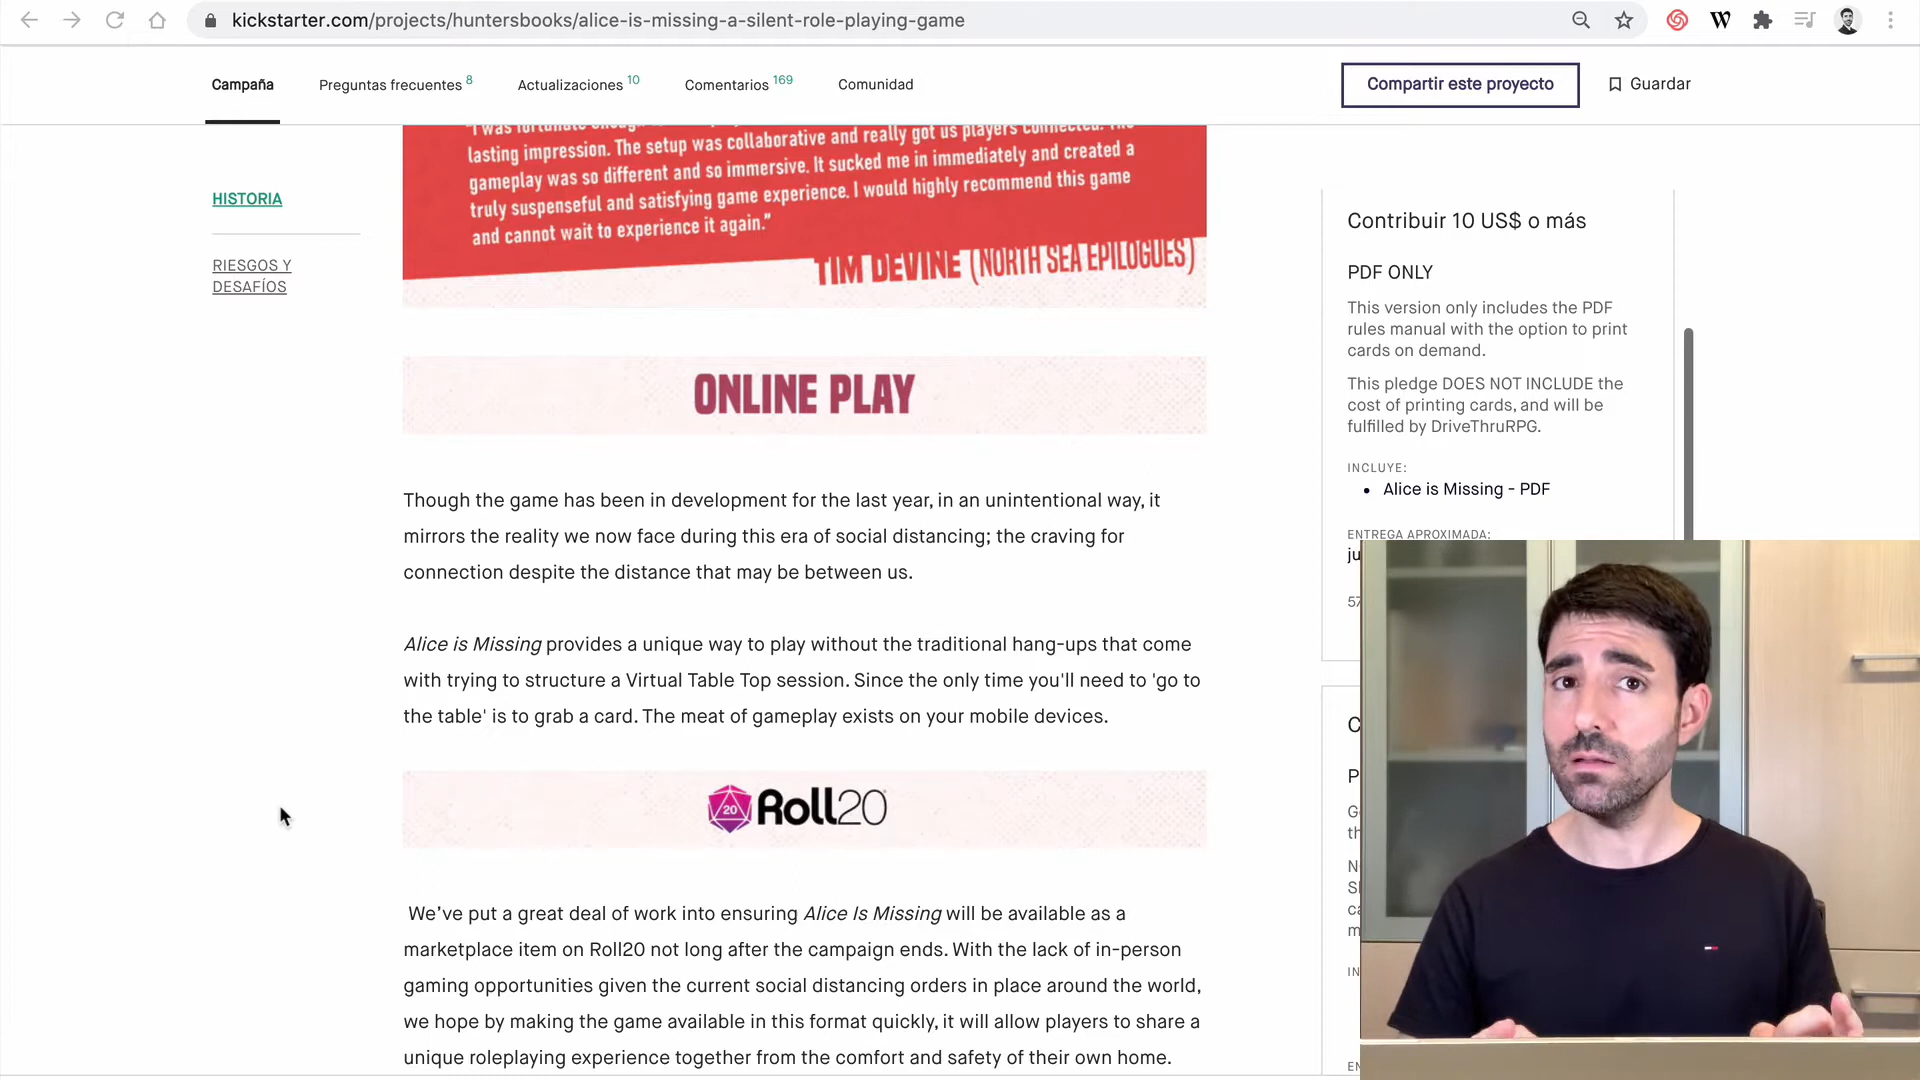 kickstarter.com/projects/huntersbooks/alice-is-missing-a-silent-role-playing-game
W
Campaña
Preguntas frecuentes 8
Actualizaciones 10
Comentarios 169
Comunidad
Compartir este proyecto
Guardar
HISTORIA
RIESGOS Y
DESAFÍOS
"I was fortunate
lasting impression. The setup was collaborative and really got us players connected. The
gameplay was so different and so immersive. It sucked me in immediately and created a
truly suspenseful and satisfying game experience. I would highly recommend this game
and cannot wait to experience it again."
TIM DEVINE (NORTH SEA EPILOGUES)
ONLINE PLAY
Though the game has been in development for the last year, in an unintentional way, it
mirrors the reality we now face during this era of social distancing; the craving for
connection despite the distance that may be between us.
Alice is Missing provides a unique way to play without the traditional hang-ups that come
with trying to structure a Virtual Table Top session. Since the only time you'll need to 'go to
the table' is to grab a card. The meat of gameplay exists on your mobile devices.
20 Roll20
We've put a great deal of work into ensuring Alice Is Missing will be available as a
marketplace item on Roll20 not long after the campaign ends. With the lack of in-person
gaming opportunities given the current social distancing orders in place around the world,
we hope by making the game available in this format quickly, it will allow players to share a
unique roleplaying experience together from the comfort and safety of their own home.
Contribuir 10 US$ o más
PDF ONLY
This version only includes the PDF
rules manual with the option to print
cards on demand.
This pledge DOES NOT INCLUDE the
cost of printing cards, and will be
fulfilled by DriveThruRPG.
INCLUYE:
• Alice is Missing - PDF
ENTREGA APROXIMADA:
ju
57
C
P
G
th
N
SI
ca
m
IN
EN